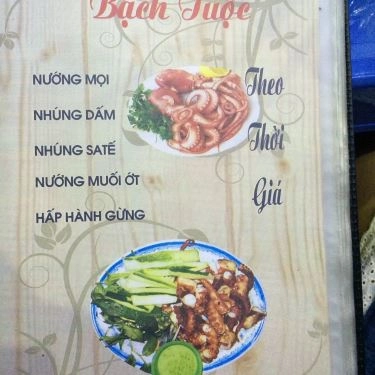 Bạch Tuộc
NƯỚNG MỌI
NHÚNG DẤM
NHÚNG SATẾ
NƯỚNG MUỐI ỚT
HẤP HÀNH GỪNG
Theo
Thời
Giá